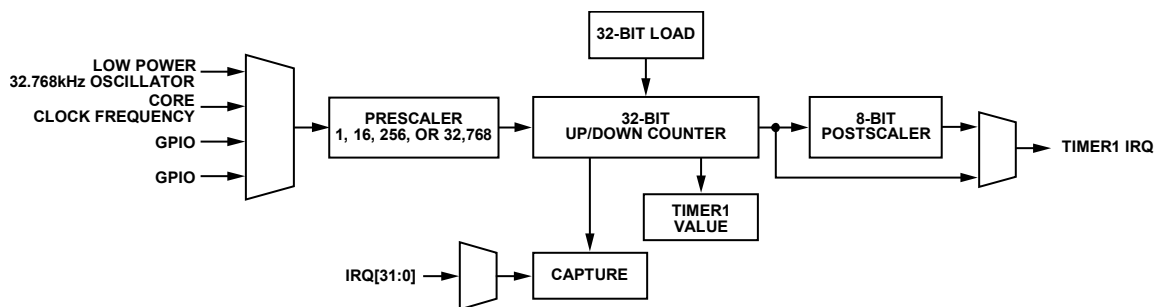 32-BIT LOAD
LOW POWER
32.768kHz OSCILLATOR
CORE
CLOCK FREQUENCY
GPIO
GPIO
PRESCALER
1, 16, 256, OR 32,768
32-BIT
UP/DOWN COUNTER
8-BIT
POSTSCALER
TIMER1 IRQ
TIMER1
VALUE
IRQ[31:0]
CAPTURE